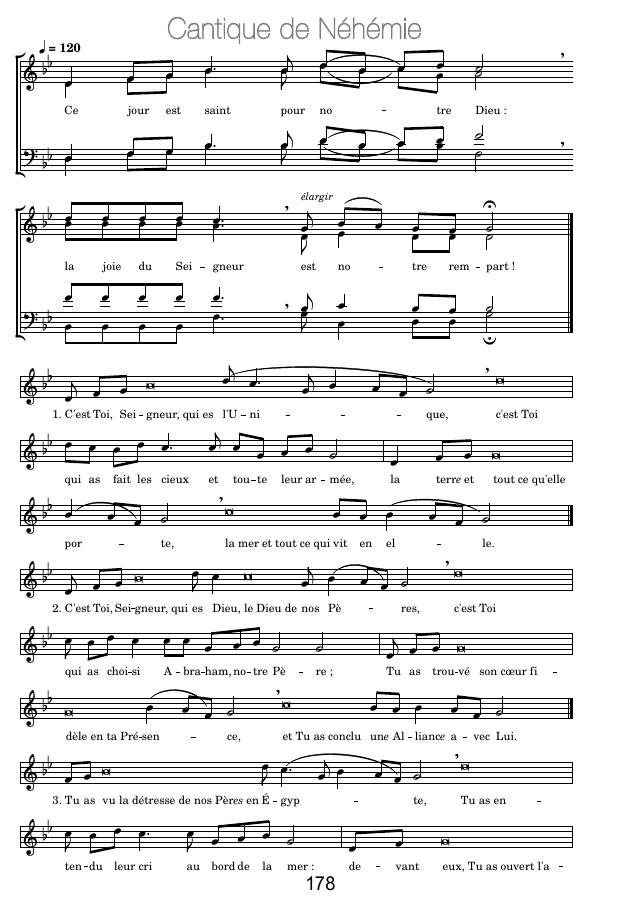 Cantique de Néhémie
♩ = 120
Ce jour est saint pour no - tre Dieu :
élargir
la joie du Sei - gneur est no - tre rem - part !
1. C'est Toi, Sei - gneur, qui es l'U - ni - que, c'est Toi
qui as fait les cieux et tou - te leur ar - mée, la terre et tout ce qu'elle
por - te, la mer et tout ce qui vit en el - le.
2. C'est Toi, Sei - gneur, qui es Dieu, le Dieu de nos Pè - res, c'est Toi
qui as choi - si A - bra - ham, no - tre Pè - re ; Tu as trou - vé son cœur fi -
dèle en ta Pré - sen - ce, et Tu as conclu une Al - liance a - vec Lui.
3. Tu as vu la détresse de nos Pères en É - gyp - te, Tu as en -
ten - du leur cri au bord de la mer : de - vant eux, Tu as ouvert l'a -
178